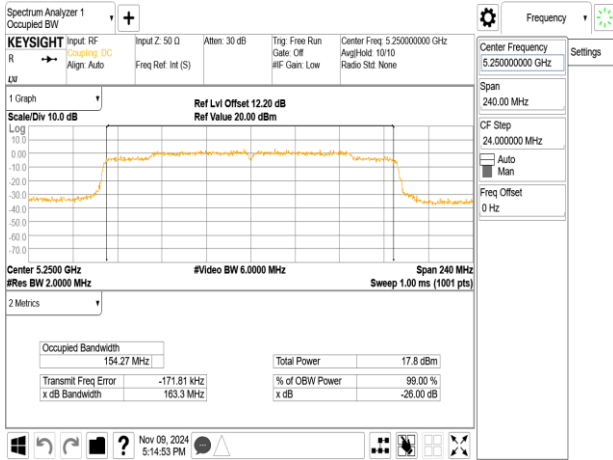 Spectrum Analyzer 1
Occupied BW
KEYSIGHT
R
Input: RF
Coupling: DC
Align: Auto
Input Z: 50 Ω
Freq Ref: Int (S)
Atten: 30 dB
Trig: Free Run
Gate: Off
#IF Gain: Low
Center Freq: 5.250000000 GHz
Avg|Hold: 10/10
Radio Std: None
1 Graph
Scale/Div 10.0 dB
Ref Lvl Offset 12.20 dB
Ref Value 20.00 dBm
Log
10.0
0.00
-10.0
-20.0
-30.0
-40.0
-50.0
-60.0
-70.0
Center 5.2500 GHz
#Res BW 2.0000 MHz
#Video BW 6.0000 MHz
Span 240 MHz
Sweep 1.00 ms (1001 pts)
2 Metrics
Occupied Bandwidth
154.27 MHz
Total Power 17.8 dBm
Transmit Freq Error -171.81 kHz
% of OBW Power 99.00 %
x dB Bandwidth 163.3 MHz
x dB -26.00 dB
Nov 09, 2024
5:14:53 PM
Frequency
Center Frequency
5.250000000 GHz
Settings
Span
240.00 MHz
CF Step
24.000000 MHz
Auto
Man
Freq Offset
0 Hz